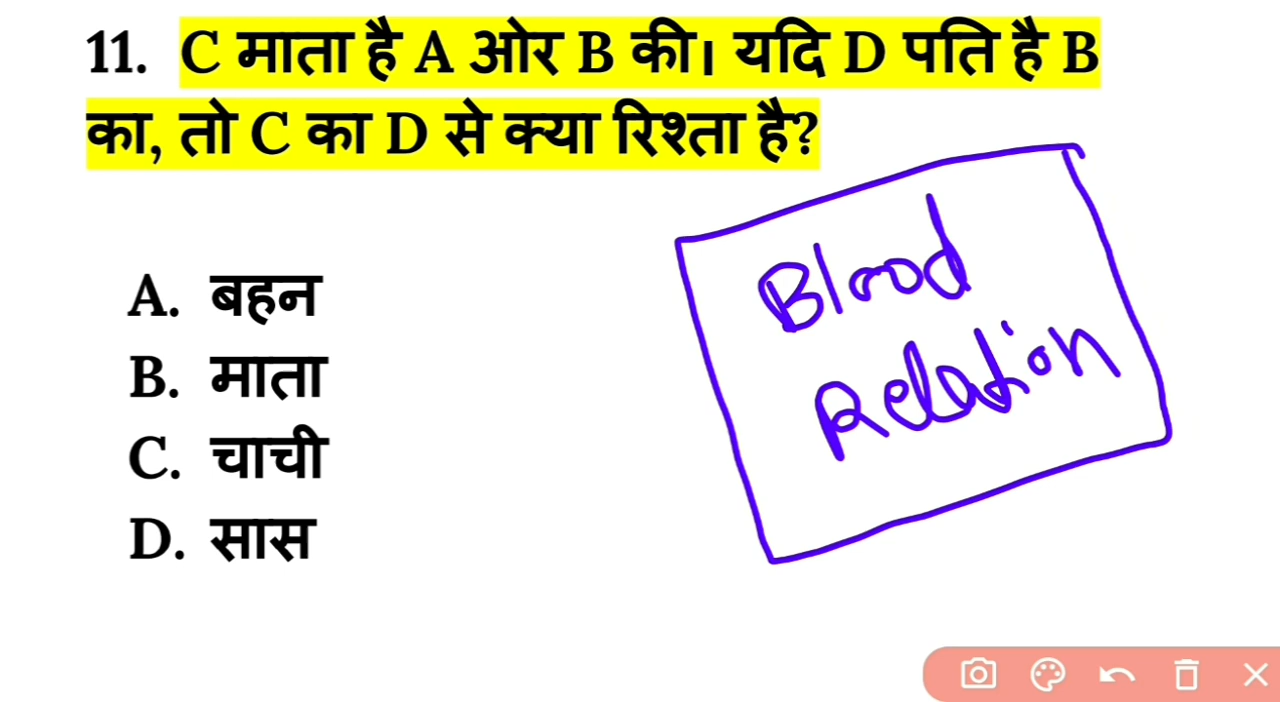 11. C माता है A ओर B की। यदि D पति है B
का, तो C का D से क्या रिश्ता है?
A. बहन
B. माता
C. चाची
D. सास
Blood
Relation